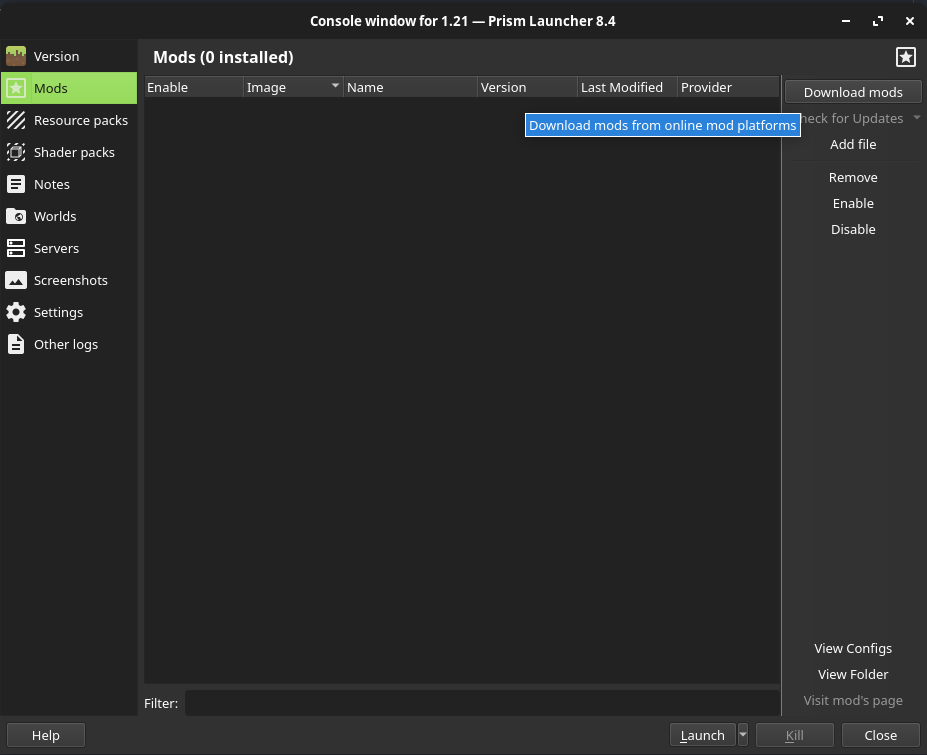 Console window for 1.21 — Prism Launcher 8.4
Version
Mods
Resource packs
Shader packs
Notes
Worlds
Servers
Screenshots
Settings
Other logs
Mods (0 installed)
Enable Image Name Version Last Modified Provider
Download mods from online mod platforms
Filter:
Download mods
heck for Updates
Add file
Remove
Enable
Disable
View Configs
View Folder
Visit mod's page
Help
Launch
Kill
Close